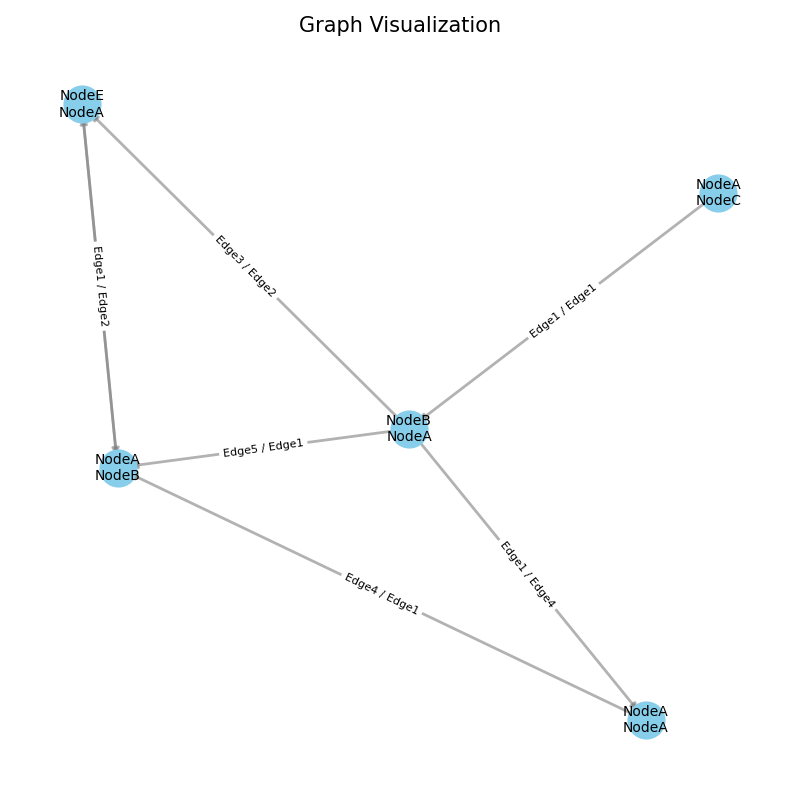 Graph Visualization
NodeE
NodeA
NodeA
NodeC
Edge3 / Edge2
Edge1 / Edge2
Edge1 / Edge1
NodeB
NodeA
Edge5 / Edge1
NodeA
NodeB
Edge1 / Edge4
Edge4 / Edge1
NodeA
NodeA